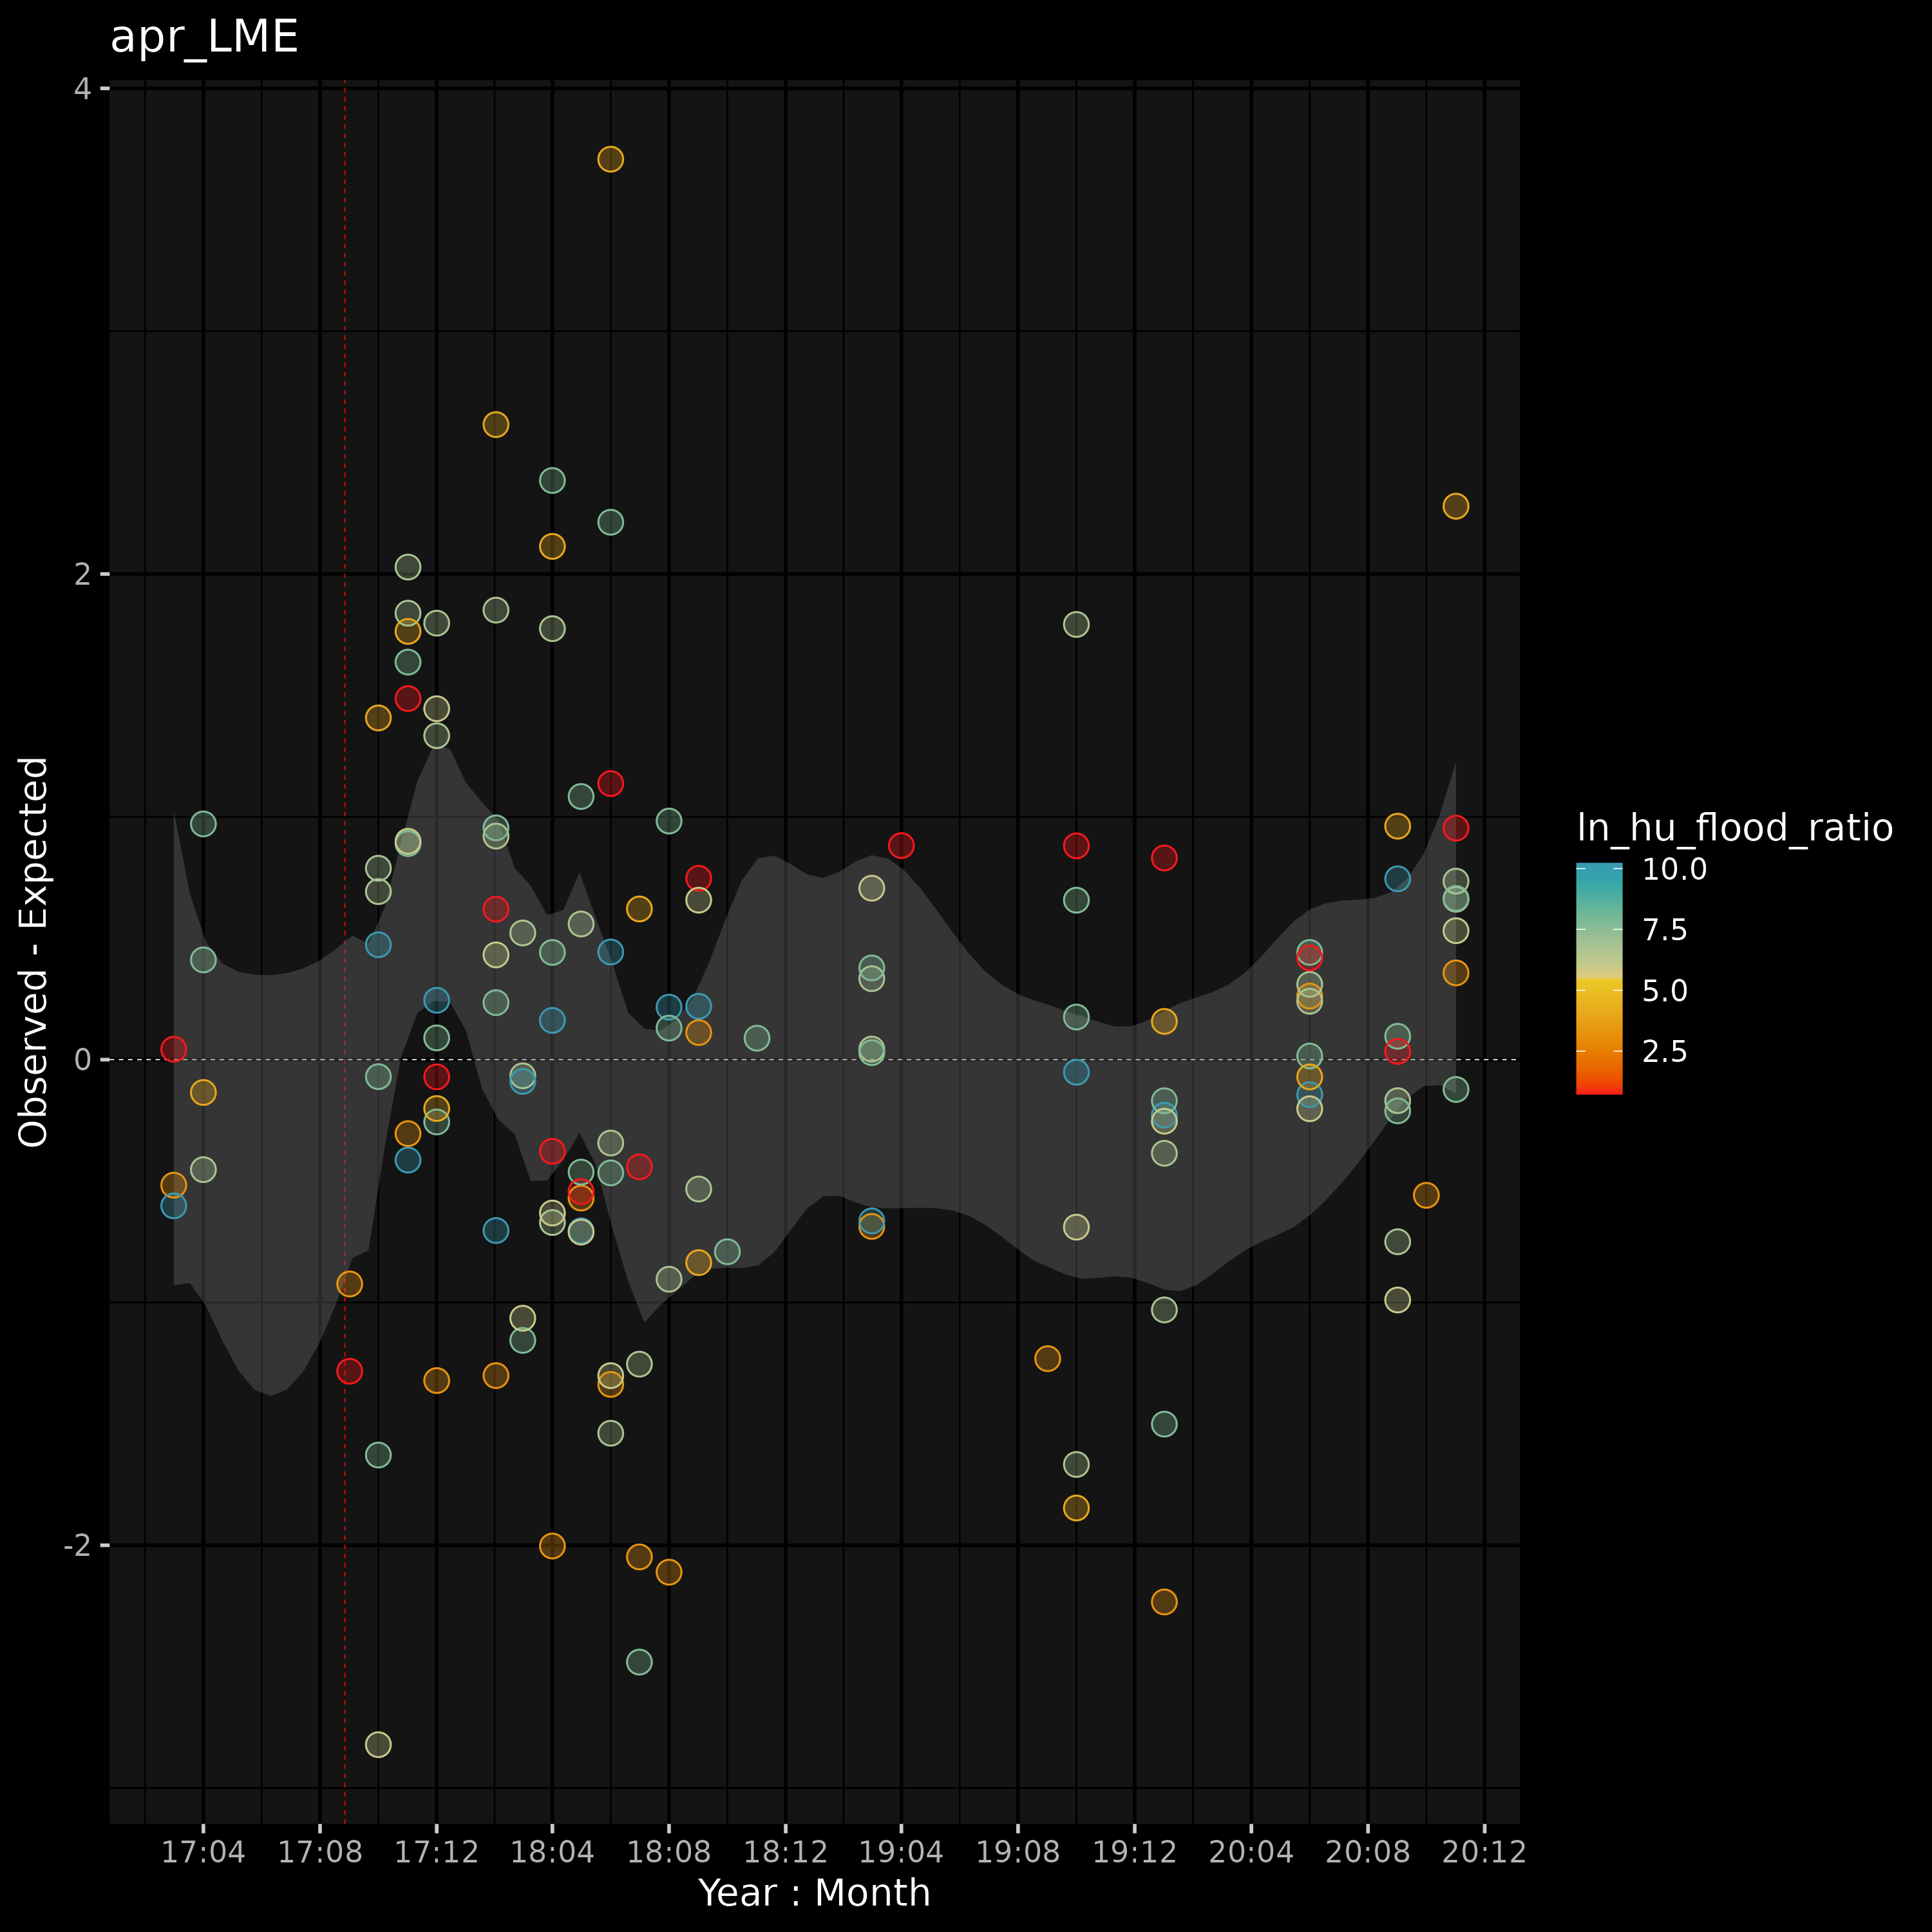 apr_LME
4
2
0
-2
Observed - Expected
17:04 17:08 17:12 18:04 18:08 18:12 19:04 19:08 19:12 20:04 20:08 20:12
Year : Month
ln_hu_flood_ratio
10.0
7.5
5.0
2.5